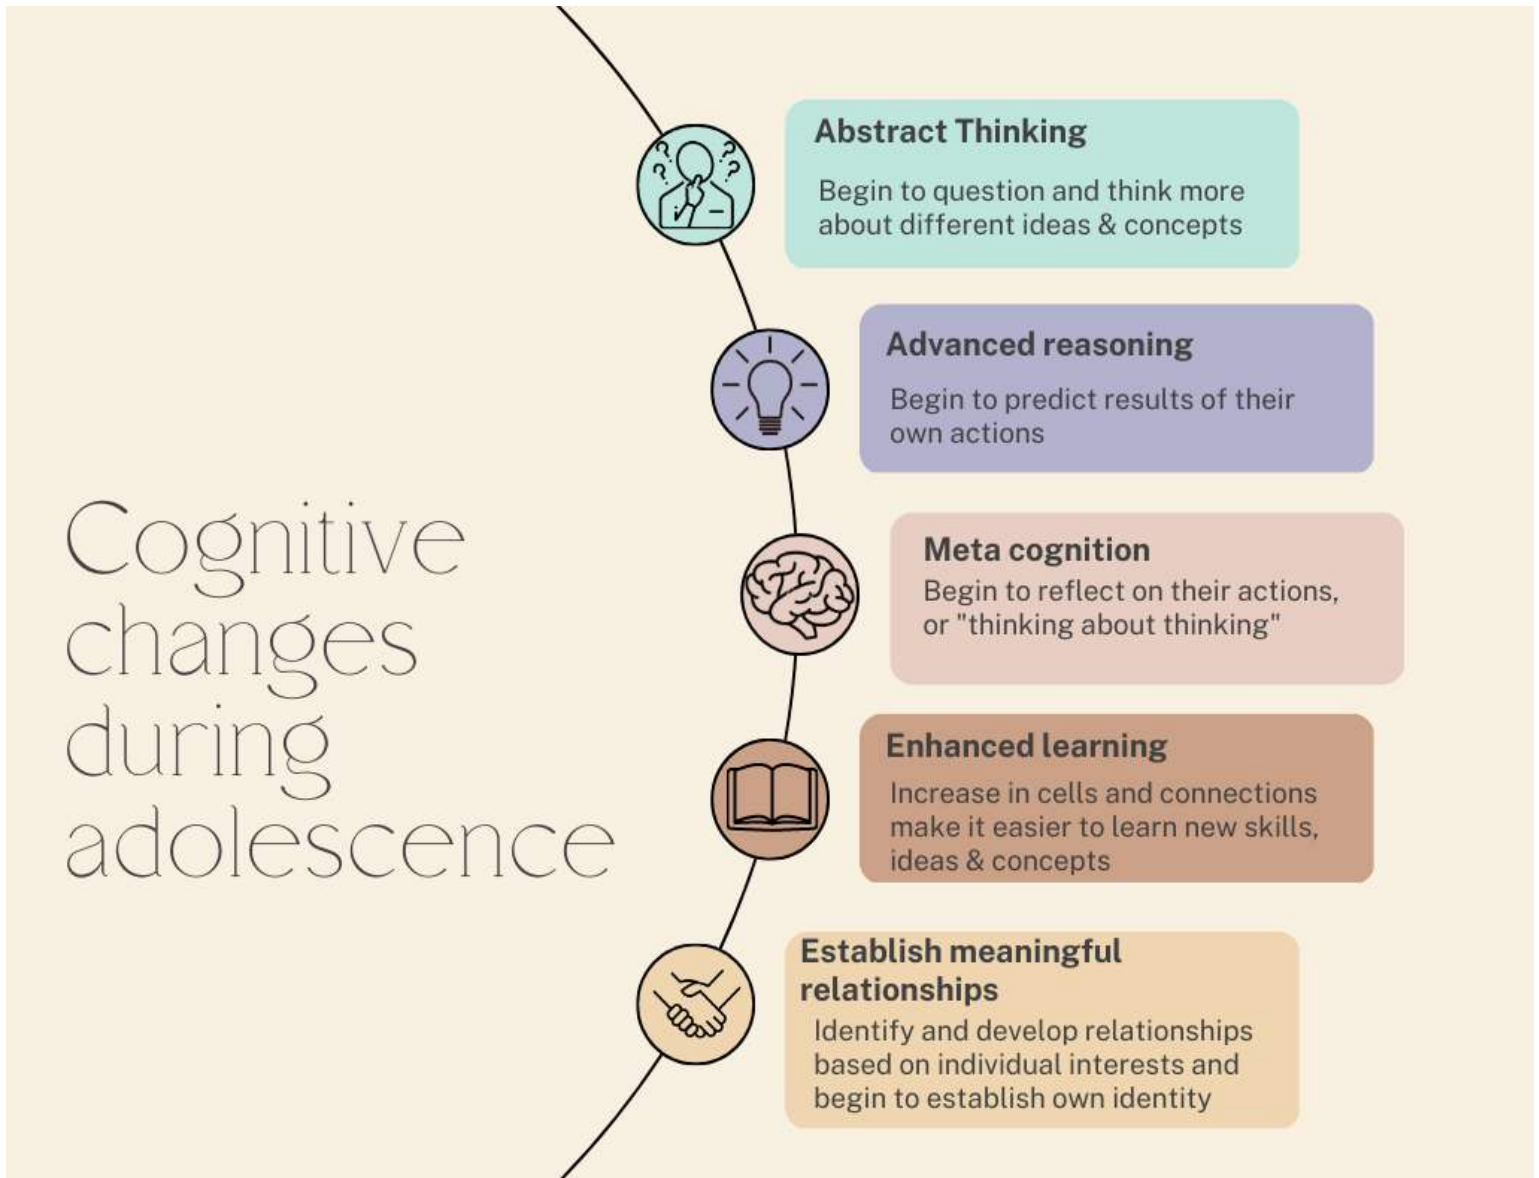 Cognitive
changes
during
adolescence
Abstract Thinking
Begin to question and think more
about different ideas & concepts
Advanced reasoning
Begin to predict results of their
own actions
Meta cognition
Begin to reflect on their actions,
or "thinking about thinking"
Enhanced learning
Increase in cells and connections
make it easier to learn new skills,
ideas & concepts
Establish meaningful
relationships
Identify and develop relationships
based on individual interests and
begin to establish own identity